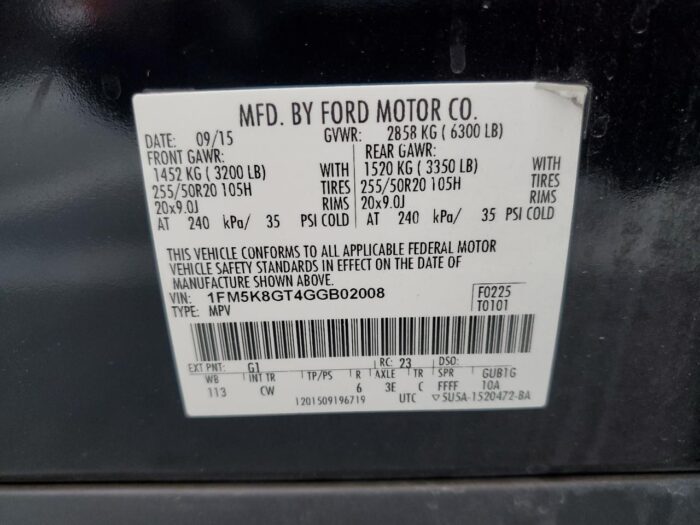 MFD. BY FORD MOTOR CO.
DATE: 09/15 GVWR: 2858 KG ( 6300 LB)
FRONT GAWR: REAR GAWR:
1452 KG ( 3200 LB) WITH 1520 KG ( 3350 LB) WITH
255/50R20 105H TIRES 255/50R20 105H TIRES
20x9.0J RIMS 20x9.0J RIMS
AT 240 kPa/ 35 PSI COLD AT 240 kPa/ 35 PSI COLD
THIS VEHICLE CONFORMS TO ALL APPLICABLE FEDERAL MOTOR
VEHICLE SAFETY STANDARDS IN EFFECT ON THE DATE OF
MANUFACTURE SHOWN ABOVE.
VIN: 1FM5K8GT4GGB02008 F0225
TYPE: MPV T0101
EXT PNT: G1 RC: 23 DSO:
WB INT TR TP/PS R AXLE TR SPR GUB1G
113 CW 6 3E C FFFF 10A
1201509196719 UTC ▽5U5A-1520472-BA